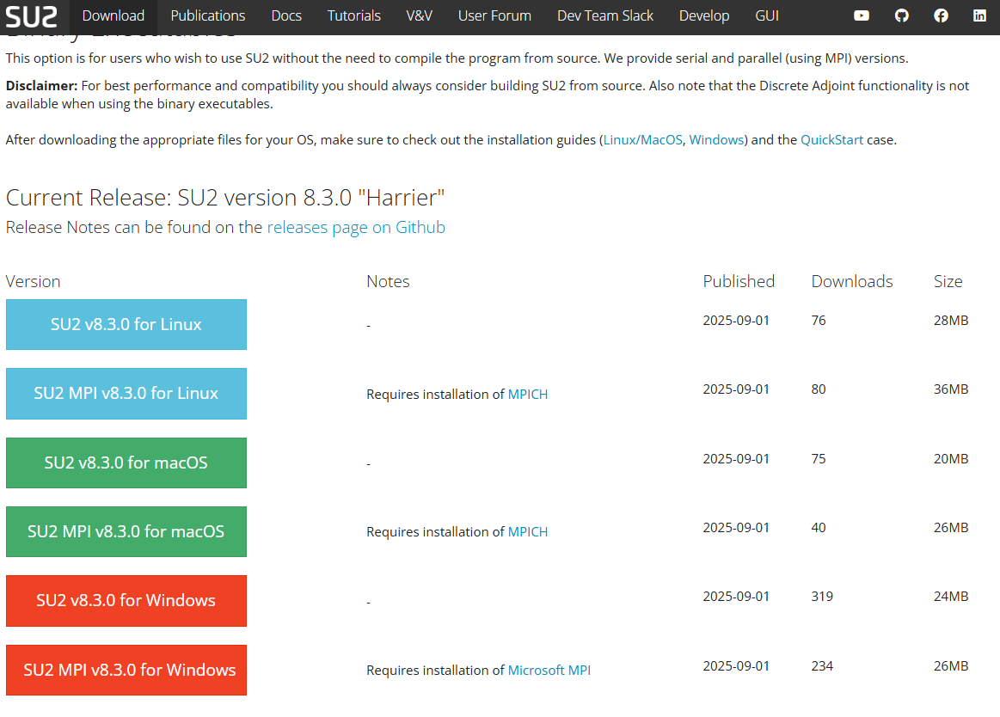 SU2 Download Publications Docs Tutorials V&V User Forum Dev Team Slack Develop GUI
Binary Executables
This option is for users who wish to use SU2 without the need to compile the program from source. We provide serial and parallel (using MPI) versions.
Disclaimer: For best performance and compatibility you should always consider building SU2 from source. Also note that the Discrete Adjoint functionality is not
available when using the binary executables.
After downloading the appropriate files for your OS, make sure to check out the installation guides (Linux/MacOS, Windows) and the QuickStart case.
Current Release: SU2 version 8.3.0 "Harrier"
Release Notes can be found on the releases page on Github
Version Notes Published Downloads Size
SU2 v8.3.0 for Linux - 2025-09-01 76 28MB
SU2 MPI v8.3.0 for Linux Requires installation of MPICH 2025-09-01 80 36MB
SU2 v8.3.0 for macOS - 2025-09-01 75 20MB
SU2 MPI v8.3.0 for macOS Requires installation of MPICH 2025-09-01 40 26MB
SU2 v8.3.0 for Windows - 2025-09-01 319 24MB
SU2 MPI v8.3.0 for Windows Requires installation of Microsoft MPI 2025-09-01 234 26MB